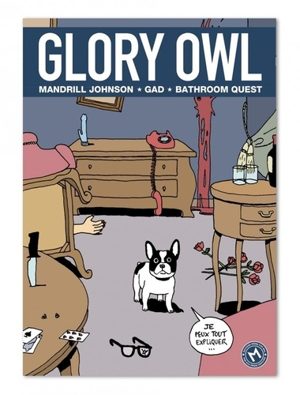 GLORY OWL
MANDRILL JOHNSON ★ GAD ★ BATHROOM QUEST
JE
PEUX TOUT
EXPLIQUER
...